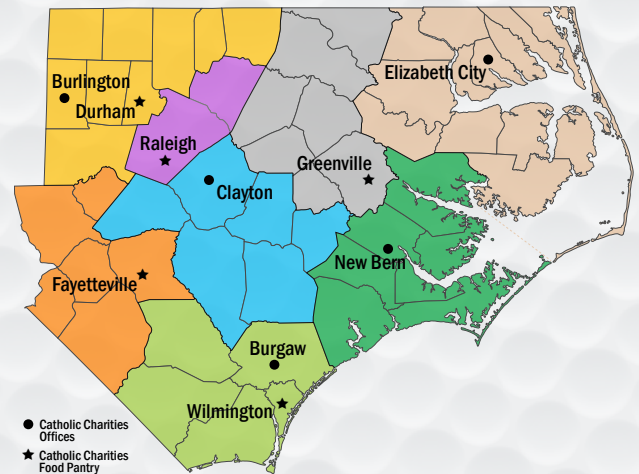 Burlington
Durham
Raleigh
Clayton
Greenville
Elizabeth City
New Bern
Fayetteville
Burgaw
Wilmington
Catholic Charities
Offices
Catholic Charities
Food Pantry